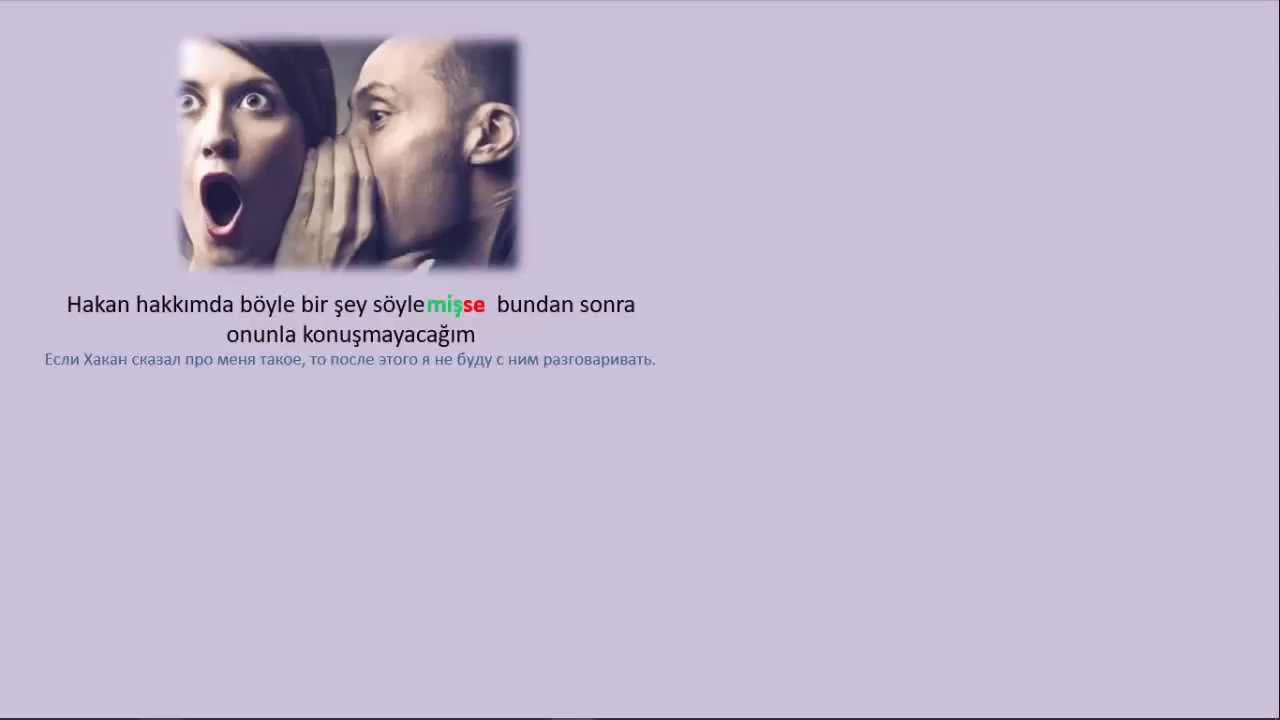 Hakan hakkımda böyle bir şey söylemişse bundan sonra
onunla konuşmayacağım
Если Хакан сказал про меня такое, то после этого я не буду с ним разговаривать.